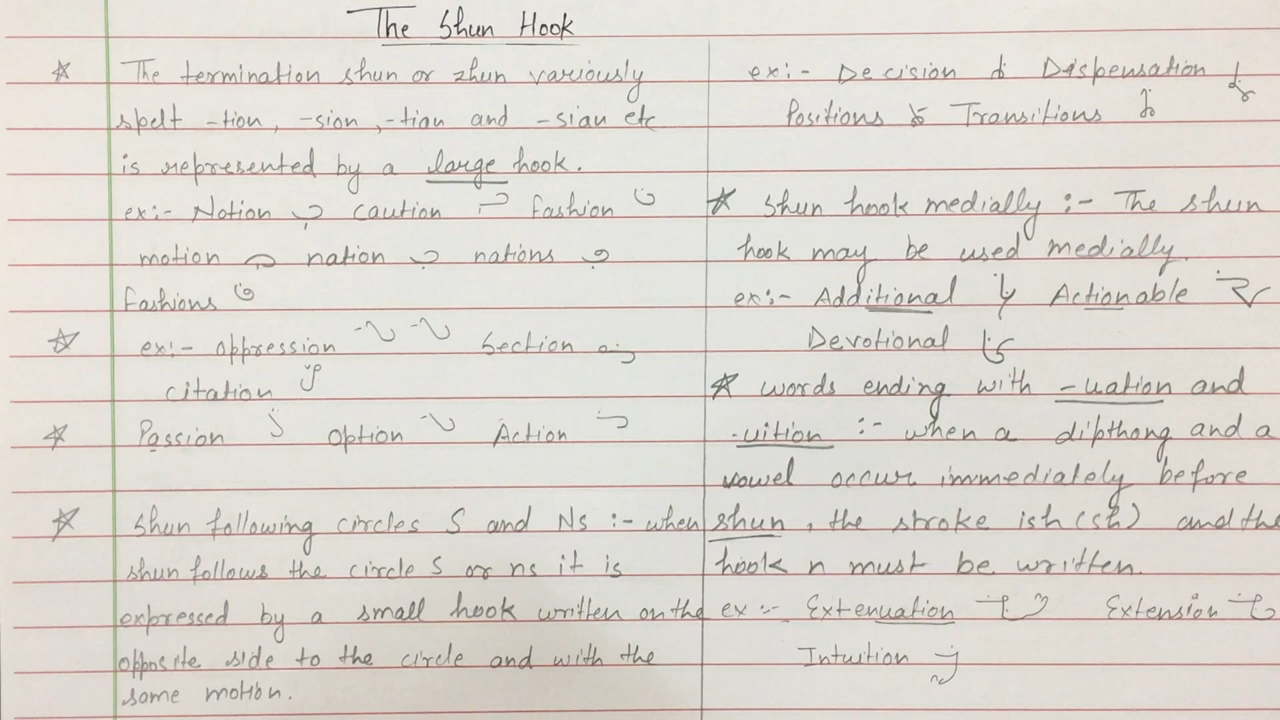 The Shun Hook
☆ The termination shun or zhun variously
spelt -tion, -sion, -tian and -sian etc
is represented by a large hook.
ex:- Notion caution fashion
motion nation nations
fashions
☆ ex:- oppression Section
citation
☆ Passion Option Action
☆ Shun following circles S and Ns :- when
shun follows the circle S or ns it is
expressed by a small hook written on the
opposite side to the circle and with the
same motion.
ex:- Decision Dispensation
Positions Transitions
☆ Shun hook medially :- The shun
hook may be used medially.
ex:- Additional Actionable
Devotional
☆ words ending with -uation and
-uition :- when a dipthong and a
vowel occur immediately before
shun, the stroke ish (sh) and the
hook n must be written.
ex :- Extenuation Extension
Intuition